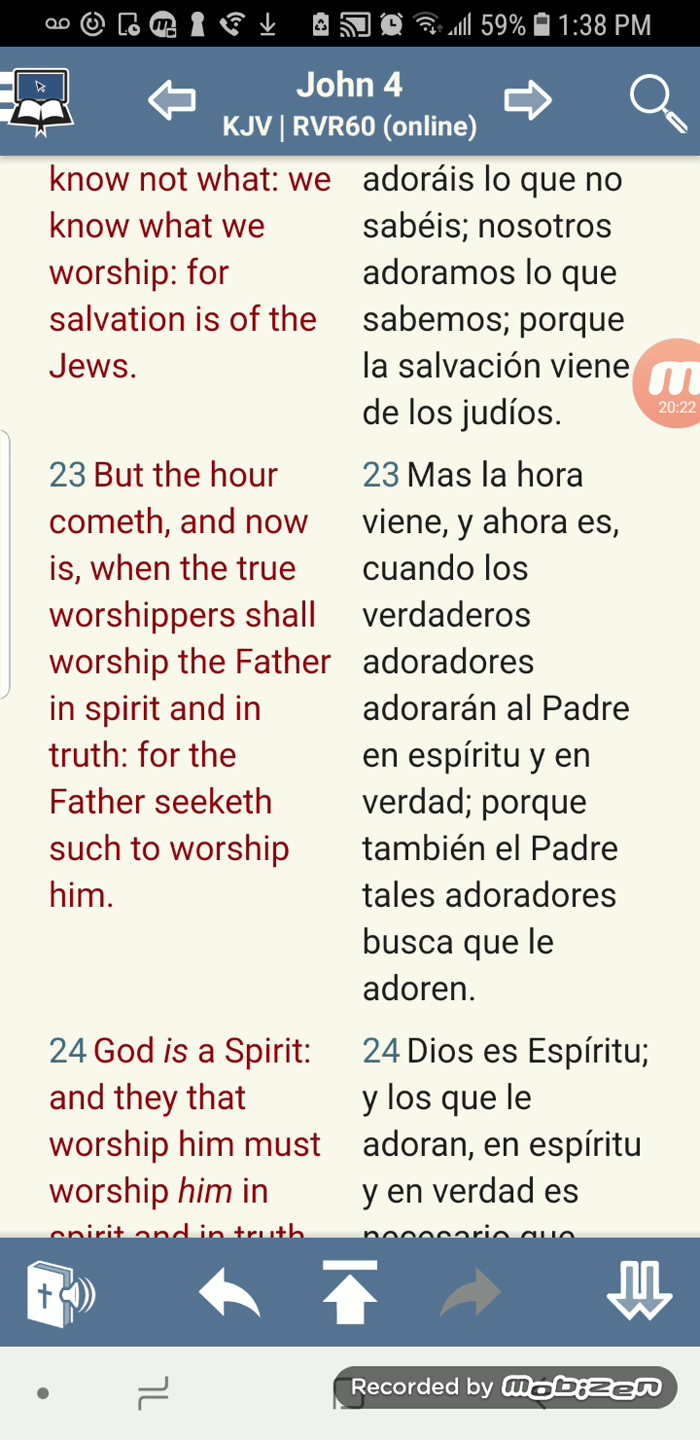 59% 1:38 PM
John 4
KJV | RVR60 (online)
know not what: we
know what we
worship: for
salvation is of the
Jews.
adoráis lo que no
sabéis; nosotros
adoramos lo que
sabemos; porque
la salvación viene
de los judíos.
m
20:22
23 But the hour
cometh, and now
is, when the true
worshippers shall
worship the Father
in spirit and in
truth: for the
Father seeketh
such to worship
him.
23 Mas la hora
viene, y ahora es,
cuando los
verdaderos
adoradores
adorarán al Padre
en espíritu y en
verdad; porque
también el Padre
tales adoradores
busca que le
adoren.
24 God is a Spirit:
and they that
worship him must
worship him in
spirit and in truth
24 Dios es Espíritu;
y los que le
adoran, en espíritu
y en verdad es
necesario que
Recorded by mobizen